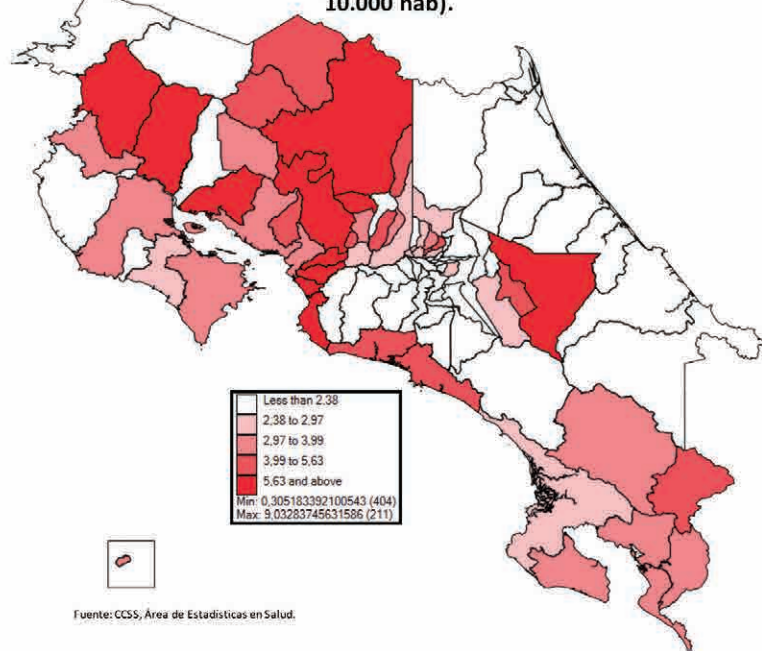 10.000 hab).
Less than 2,38
2,38 to 2,97
2,97 to 3,99
3,99 to 5,63
5,63 and above
Min: 0,305183392100543 (404)
Max: 9,03283745631586 (211)
Fuente: CCSS, Área de Estadísticas en Salud.